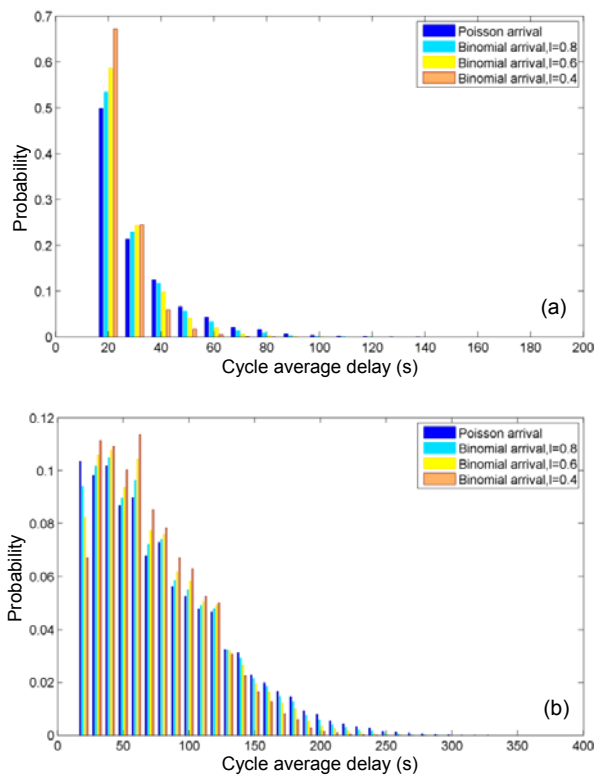 0.7
0.6
0.5
0.4
0.3
0.2
0.1
0
Probability
Poisson arrival
Binomial arrival,I=0.8
Binomial arrival,I=0.6
Binomial arrival,I=0.4
(a)
0 20 40 60 80 100 120 140 160 180 200
Cycle average delay (s)
0.12
0.1
0.08
0.06
0.04
0.02
0
Probability
Poisson arrival
Binomial arrival,I=0.8
Binomial arrival,I=0.6
Binomial arrival,I=0.4
(b)
0 50 100 150 200 250 300 350 400
Cycle average delay (s)